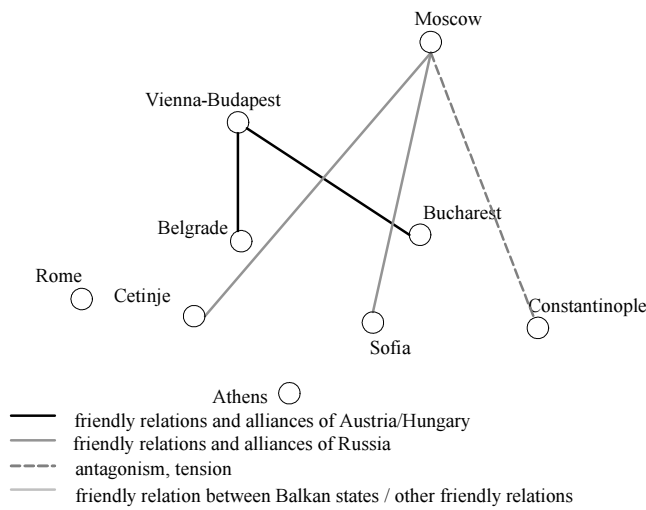 Moscow
Vienna-Budapest
Bucharest
Belgrade
Rome
Cetinje
Constantinople
Sofia
Athens
friendly relations and alliances of Austria/Hungary
friendly relations and alliances of Russia
antagonism, tension
friendly relation between Balkan states / other friendly relations